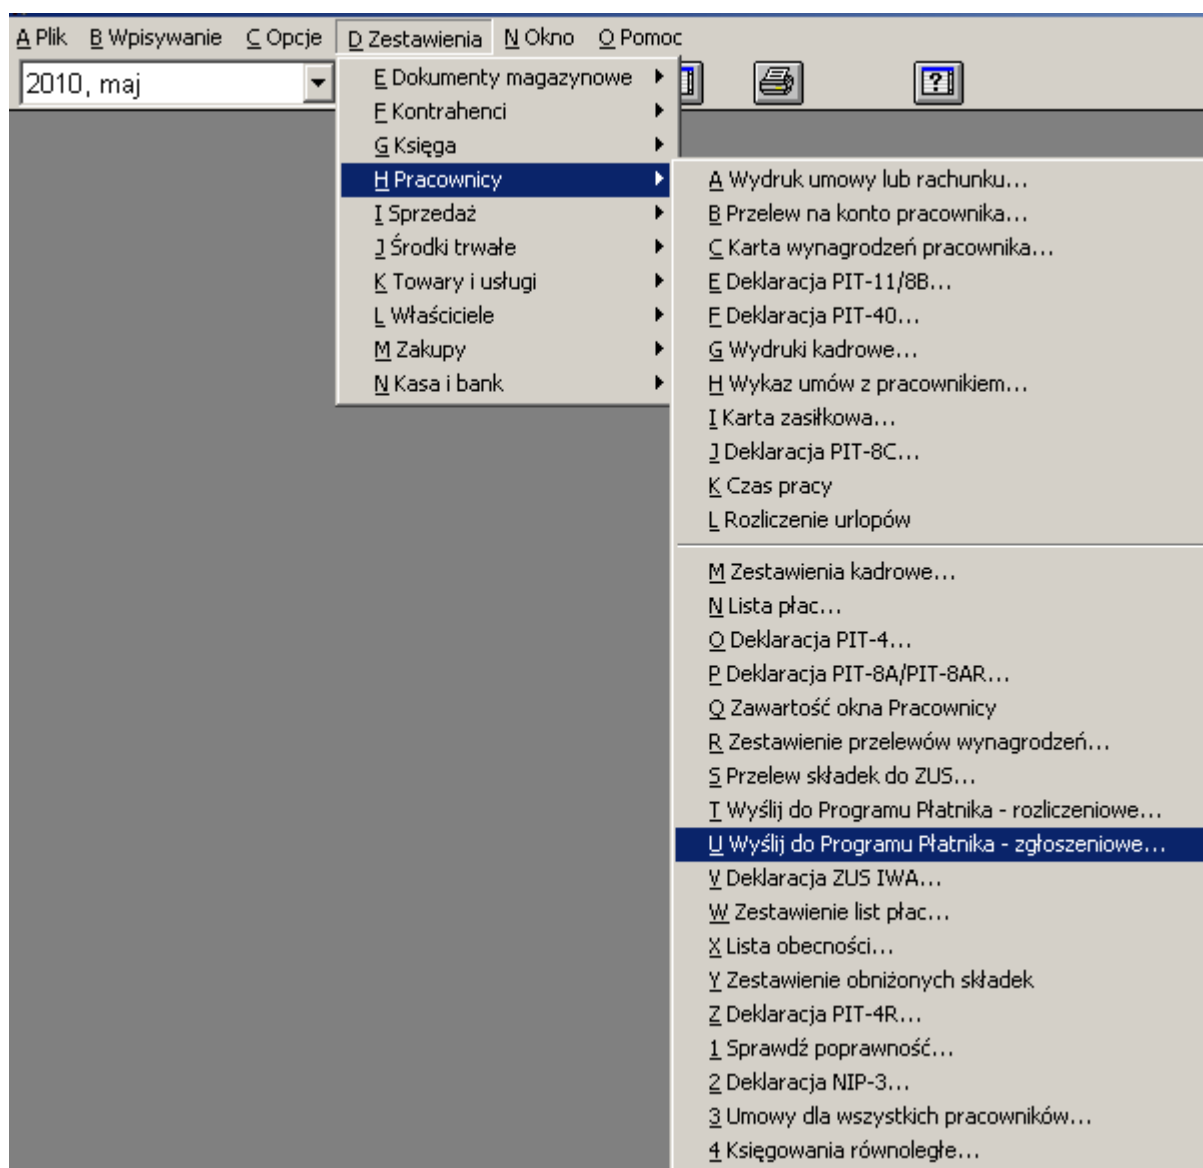 A Plik B Wpisywanie C Opcje D Zestawienia N Okno O Pomoc
2010, maj
E Dokumenty magazynowe
F Kontrahenci
G Księga
H Pracownicy
I Sprzedaż
J Środki trwałe
K Towary i usługi
L Właściciele
M Zakupy
N Kasa i bank
A Wydruk umowy lub rachunku...
B Przelew na konto pracownika...
C Karta wynagrodzeń pracownika...
E Deklaracja PIT-11/8B...
F Deklaracja PIT-40...
G Wydruki kadrowe...
H Wykaz umów z pracownikiem...
I Karta zasiłkowa...
J Deklaracja PIT-8C...
K Czas pracy
L Rozliczenie urlopów
M Zestawienia kadrowe...
N Lista płac...
O Deklaracja PIT-4...
P Deklaracja PIT-8A/PIT-8AR...
Q Zawartość okna Pracownicy
R Zestawienie przelewów wynagrodzeń...
S Przelew składek do ZUS...
T Wyślij do Programu Płatnika - rozliczeniowe...
U Wyślij do Programu Płatnika - zgłoszeniowe...
V Deklaracja ZUS IWA...
W Zestawienie list płac...
X Lista obecności...
Y Zestawienie obniżonych składek
Z Deklaracja PIT-4R...
1 Sprawdź poprawność...
2 Deklaracja NIP-3...
3 Umowy dla wszystkich pracowników...
4 Księgowania równoległe...